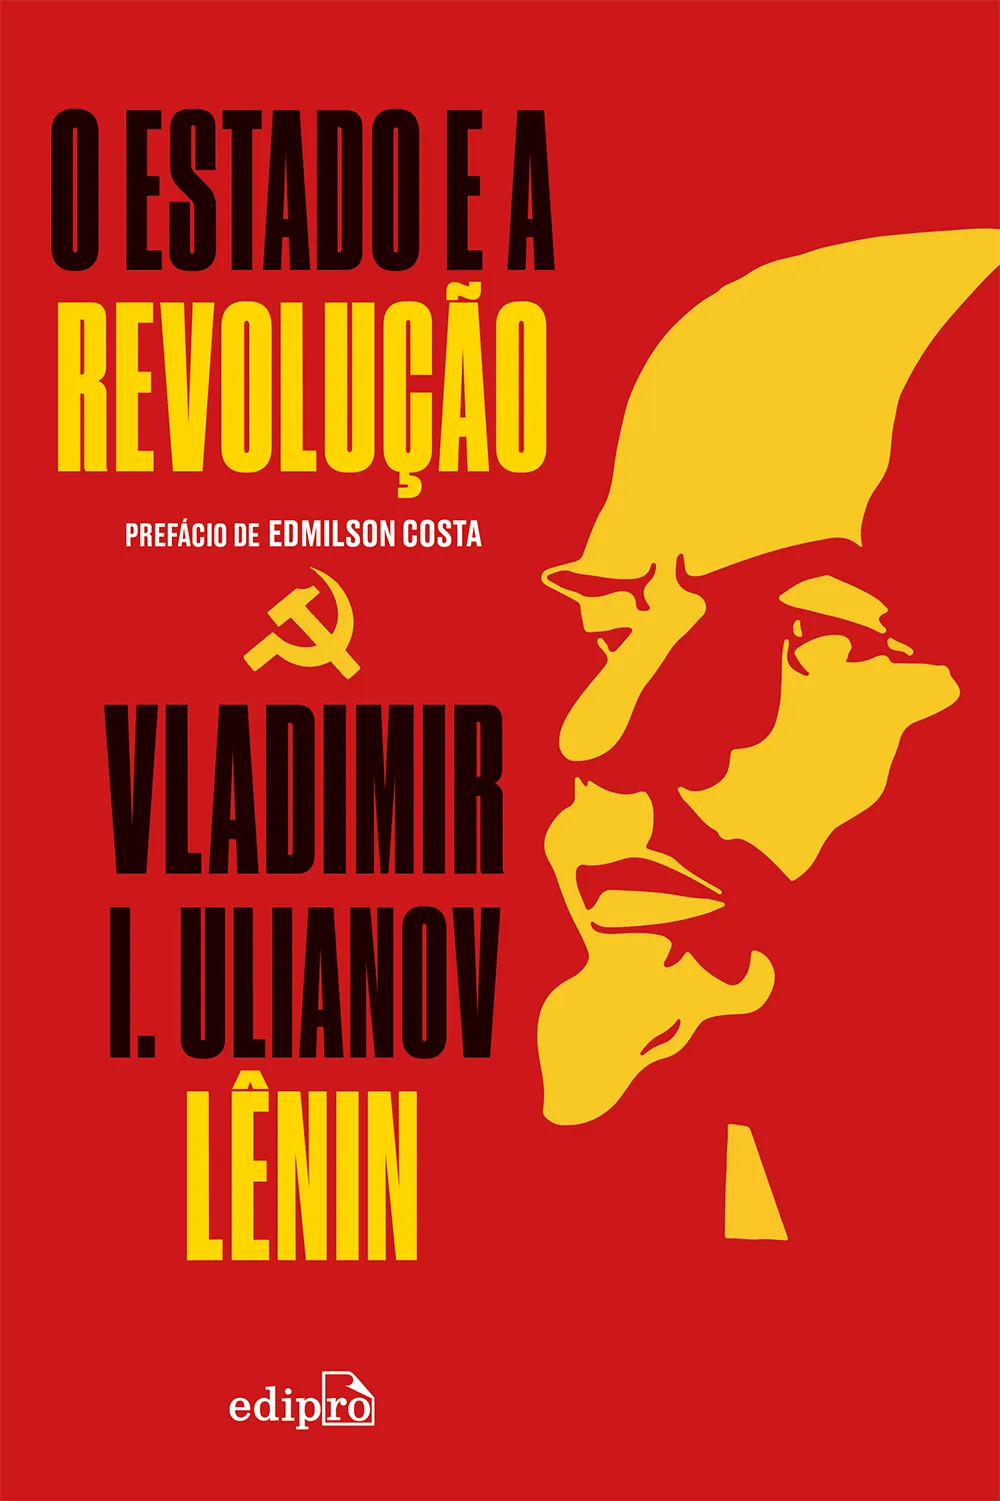 O ESTADO E A
REVOLUÇÃO
PREFÁCIO DE EDMILSON COSTA
VLADIMIR
I. ULIANOV
LÊNIN
edipro